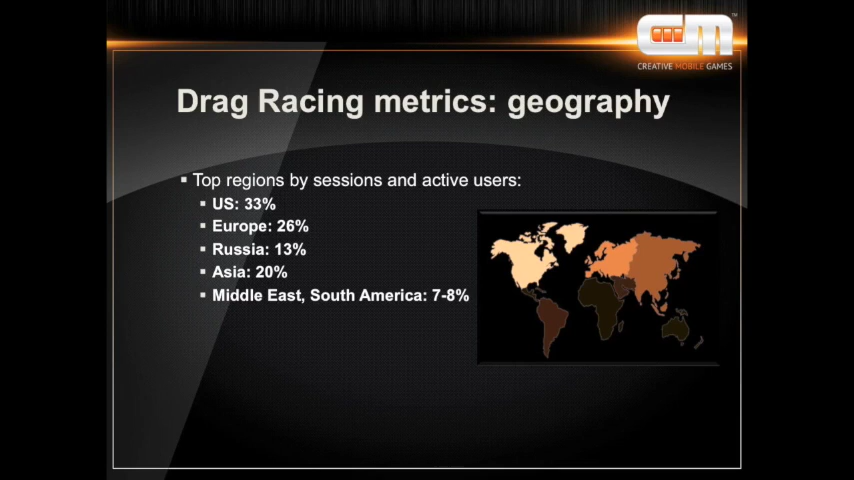 CREATIVE MOBILE GAMES
Drag Racing metrics: geography
▪ Top regions by sessions and active users:
▪ US: 33%
▪ Europe: 26%
▪ Russia: 13%
▪ Asia: 20%
▪ Middle East, South America: 7-8%